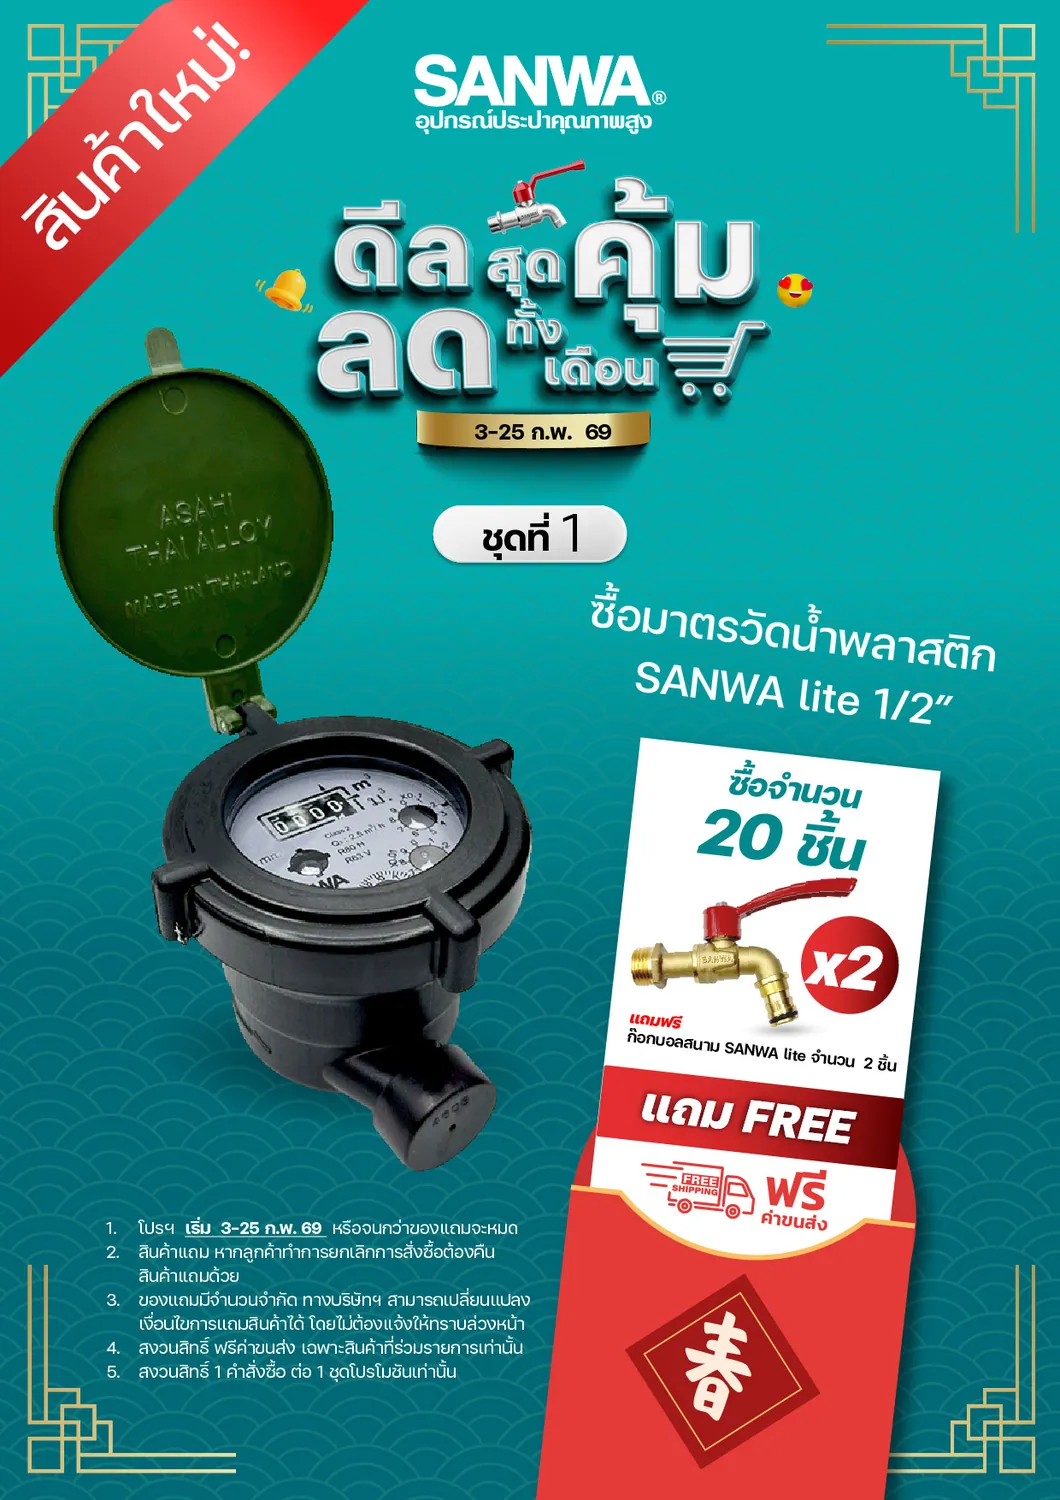 สินค้าใหม่!
SANWA®
อุปกรณ์ประปาคุณภาพสูง
ดีลสุดคุ้ม
ลดทั้งเดือน
3-25 ก.พ. 69
ชุดที่ 1
ซื้อมาตรวัดน้ำพลาสติก
SANWA lite 1/2”
ASAHI
THAI ALLOY
MADE IN THAILAND
m³
0000
Class 2
R80 H
R63 V
4608
ซื้อจำนวน
20 ชิ้น
SANWA
x2
แถมฟรี
ก๊อกบอลสนาม SANWA lite จำนวน 2 ชิ้น
แถม FREE
FREE
SHIPPING
ฟรี
ค่าขนส่ง
春
1. โปรฯ เริ่ม 3-25 ก.พ. 69 หรือจนกว่าของแถมจะหมด
2. สินค้าแถม หากลูกค้าทำการยกเลิกการสั่งซื้อต้องคืน
สินค้าแถมด้วย
3. ของแถมมีจำนวนจำกัด ทางบริษัทฯ สามารถเปลี่ยนแปลง
เงื่อนไขการแถมสินค้าได้ โดยไม่ต้องแจ้งให้ทราบล่วงหน้า
4. สงวนสิทธิ์ ฟรีค่าขนส่ง เฉพาะสินค้าที่ร่วมรายการเท่านั้น
5. สงวนสิทธิ์ 1 คำสั่งซื้อ ต่อ 1 ชุดโปรโมชันเท่านั้น